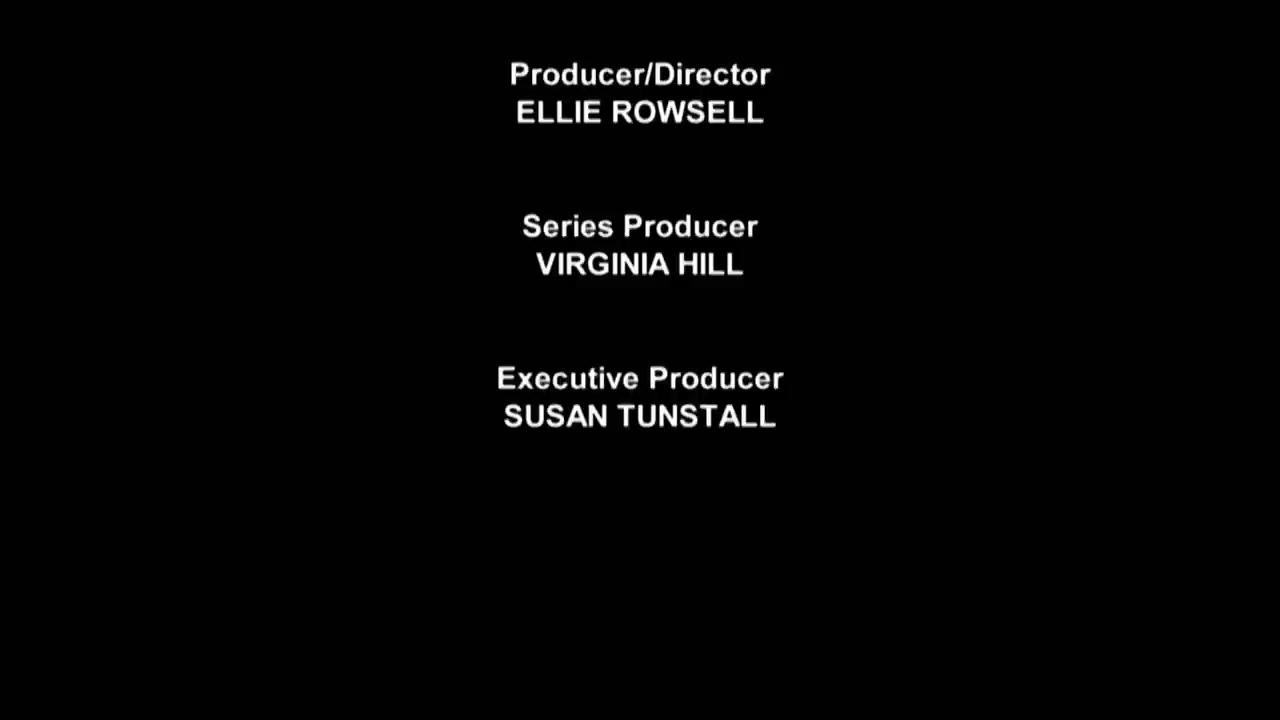 Producer/Director
ELLIE ROWSELL
Series Producer
VIRGINIA HILL
Executive Producer
SUSAN TUNSTALL